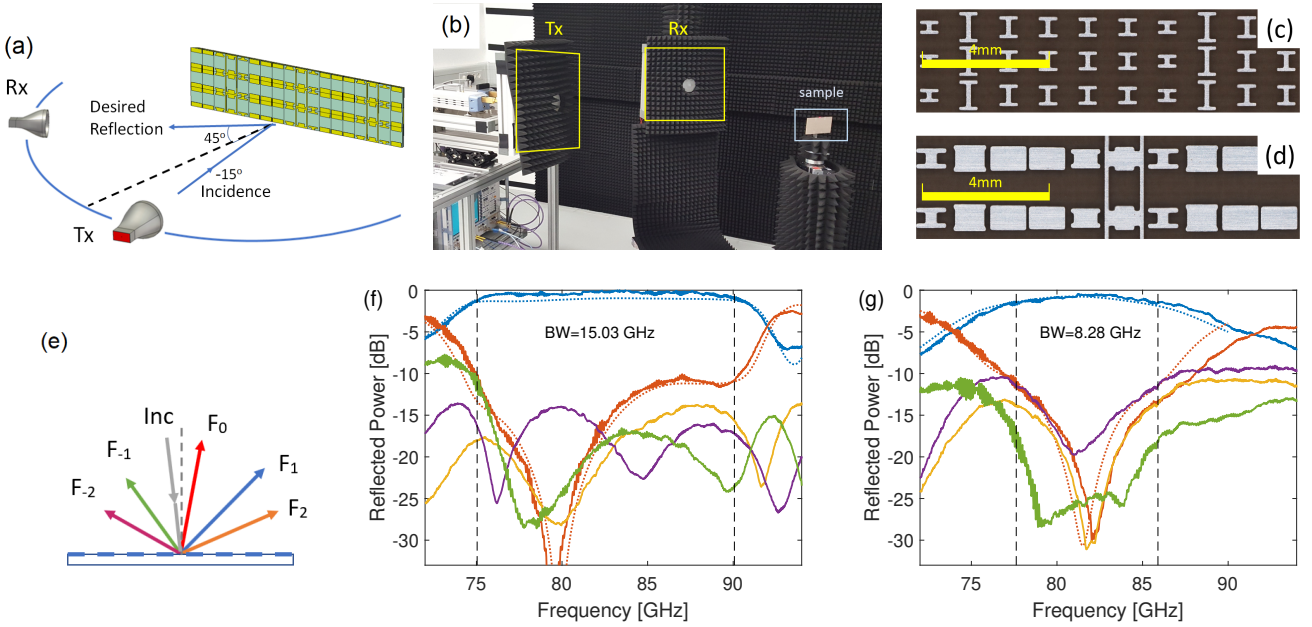 (a)
Rx
Desired
Reflection
45°
-15°
Incidence
Tx
(b)
Tx
Rx
sample
(c)
4mm
(d)
4mm
(e)
Inc
F0
F-1
F1
F-2
F2
(f)
0
-5
-10
-15
-20
-25
-30
BW=15.03 GHz
Reflected Power [dB]
75
80
85
90
Frequency [GHz]
(g)
0
-5
-10
-15
-20
-25
-30
BW=8.28 GHz
Reflected Power [dB]
75
80
85
90
Frequency [GHz]